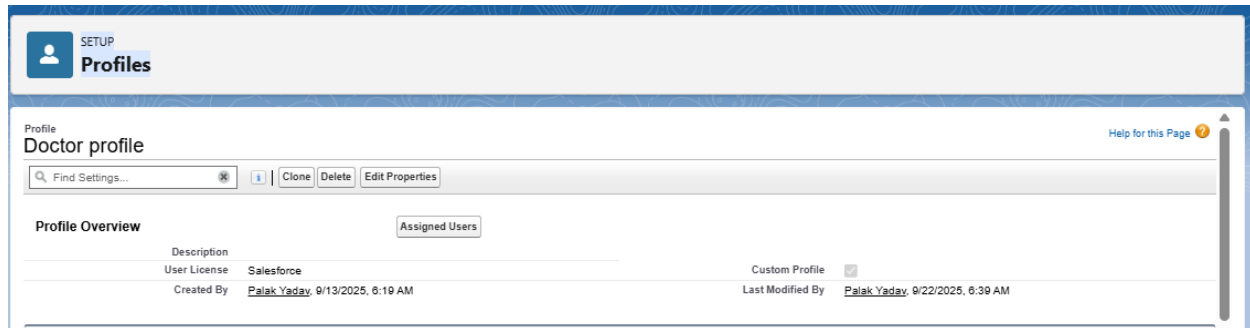 SETUP
Profiles
Profile
Doctor profile
Help for this Page ?
Find Settings...
i | Clone Delete Edit Properties
Profile Overview
Assigned Users
Description
User License Salesforce
Custom Profile
Created By Palak Yadav, 9/13/2025, 6:19 AM
Last Modified By Palak Yadav, 9/22/2025, 6:39 AM